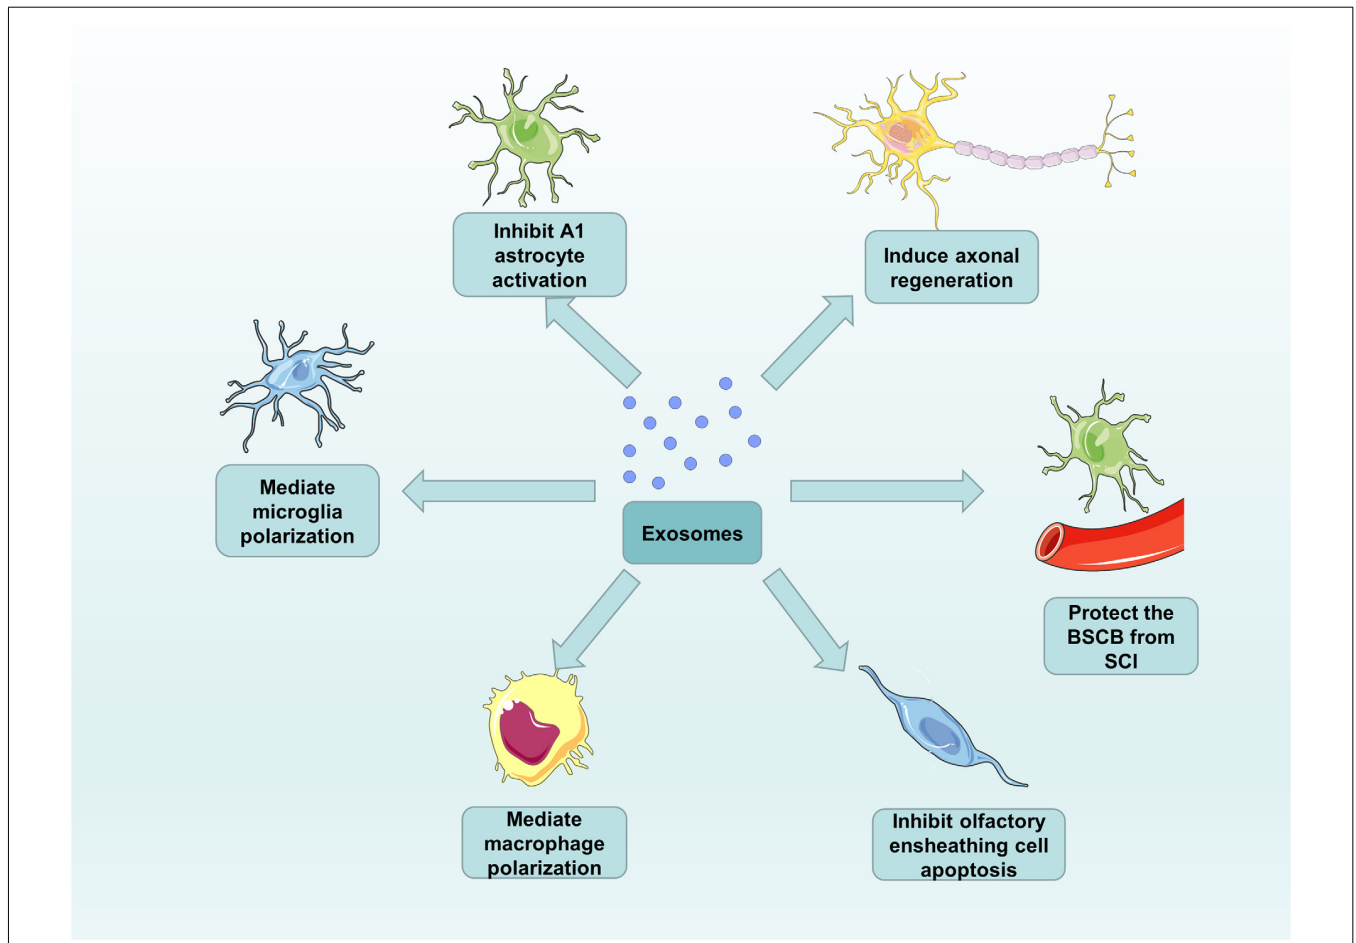 Inhibit A1
astrocyte
activation
Induce axonal
regeneration
Mediate
microglia
polarization
Exosomes
Protect the
BSCB from
SCI
Mediate
macrophage
polarization
Inhibit olfactory
ensheathing cell
apoptosis